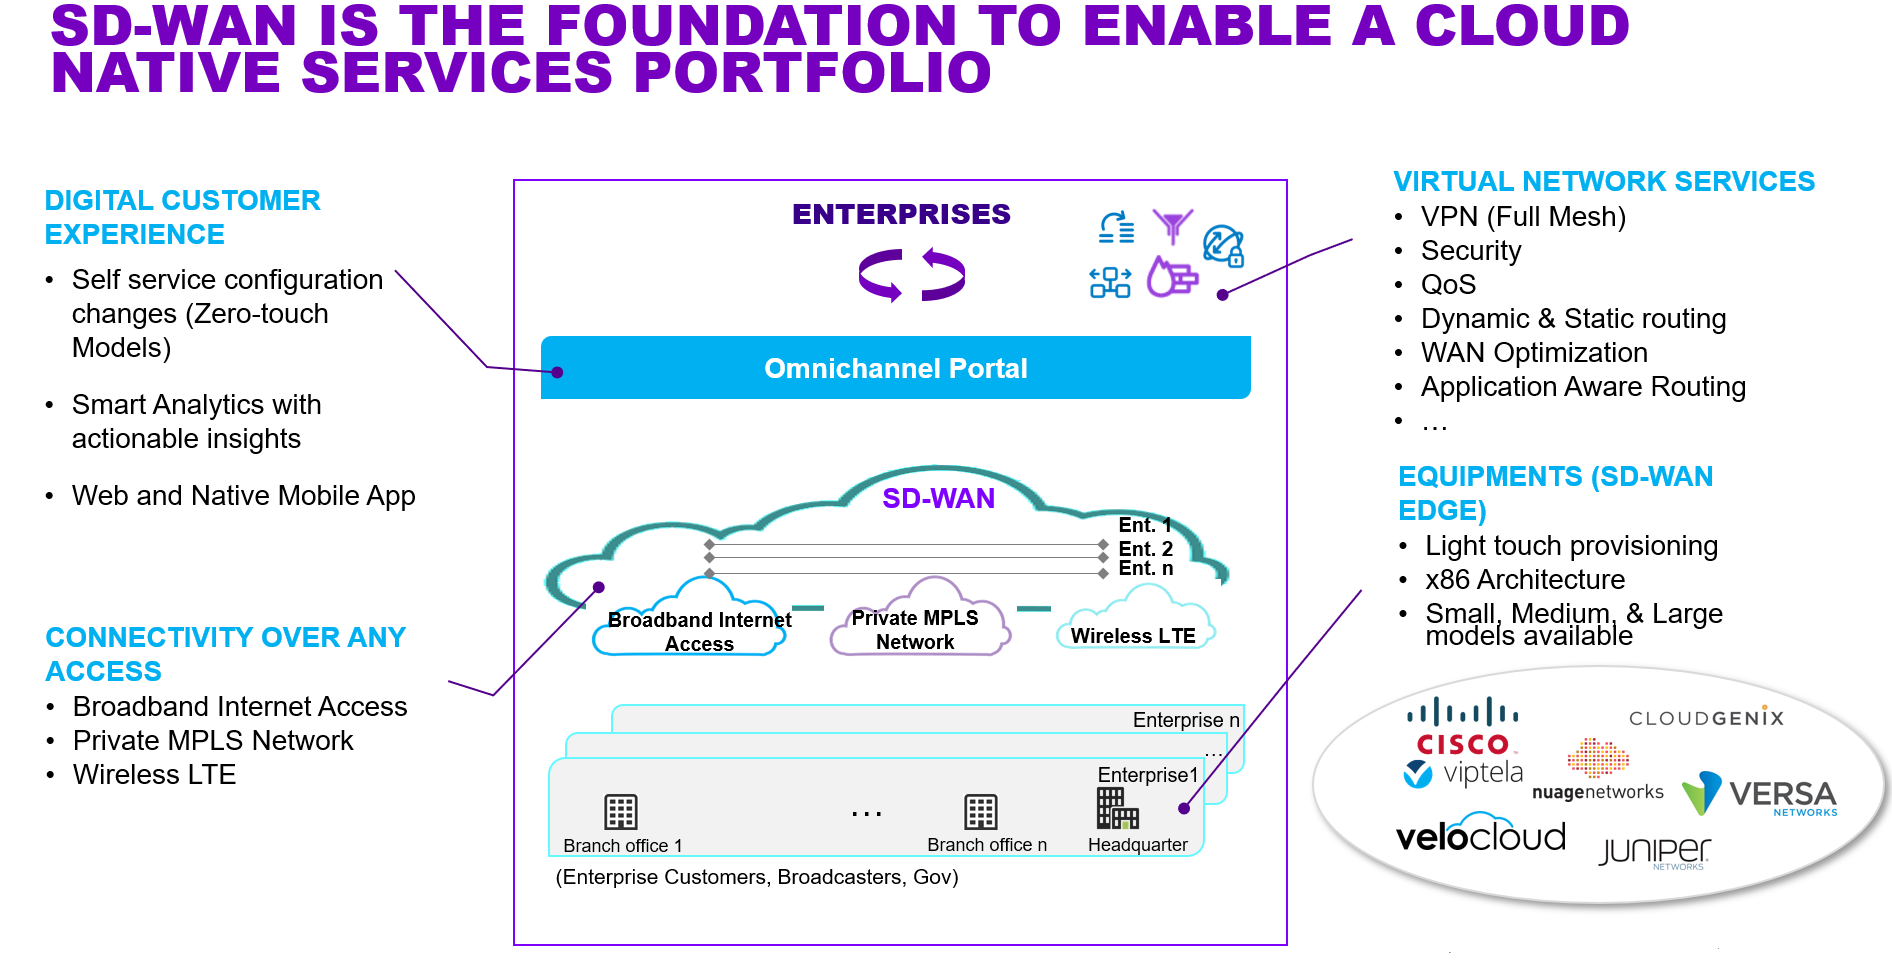 SD-WAN IS THE FOUNDATION TO ENABLE A CLOUD
NATIVE SERVICES PORTFOLIO
DIGITAL CUSTOMER
EXPERIENCE
• Self service configuration
changes (Zero-touch
Models)
• Smart Analytics with
actionable insights
• Web and Native Mobile App
CONNECTIVITY OVER ANY
ACCESS
• Broadband Internet Access
• Private MPLS Network
• Wireless LTE
ENTERPRISES
Omnichannel Portal
SD-WAN
Ent. 1
Ent. 2
Ent. n
Broadband Internet
Access
Private MPLS
Network
Wireless LTE
Enterprise n
...
Enterprise1
...
Branch office 1
Branch office n
Headquarter
(Enterprise Customers, Broadcasters, Gov)
VIRTUAL NETWORK SERVICES
• VPN (Full Mesh)
• Security
• QoS
• Dynamic & Static routing
• WAN Optimization
• Application Aware Routing
• …
EQUIPMENTS (SD-WAN
EDGE)
• Light touch provisioning
• x86 Architecture
• Small, Medium, & Large
models available
CISCO
CLOUDGENIX
viptela
nuagenetworks
VERSA
NETWORKS
velocloud
JUNIPER
NETWORKS